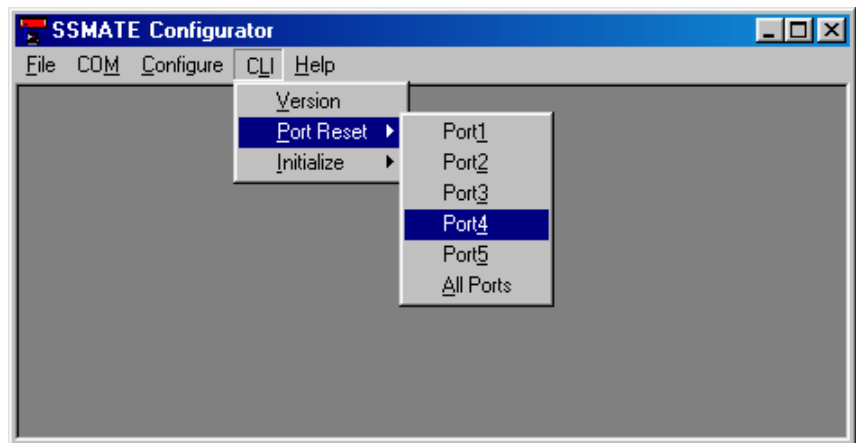 SSMATE Configurator
File COM Configure CLI Help
Version
Port Reset
Initialize
Port1
Port2
Port3
Port4
Port5
All Ports